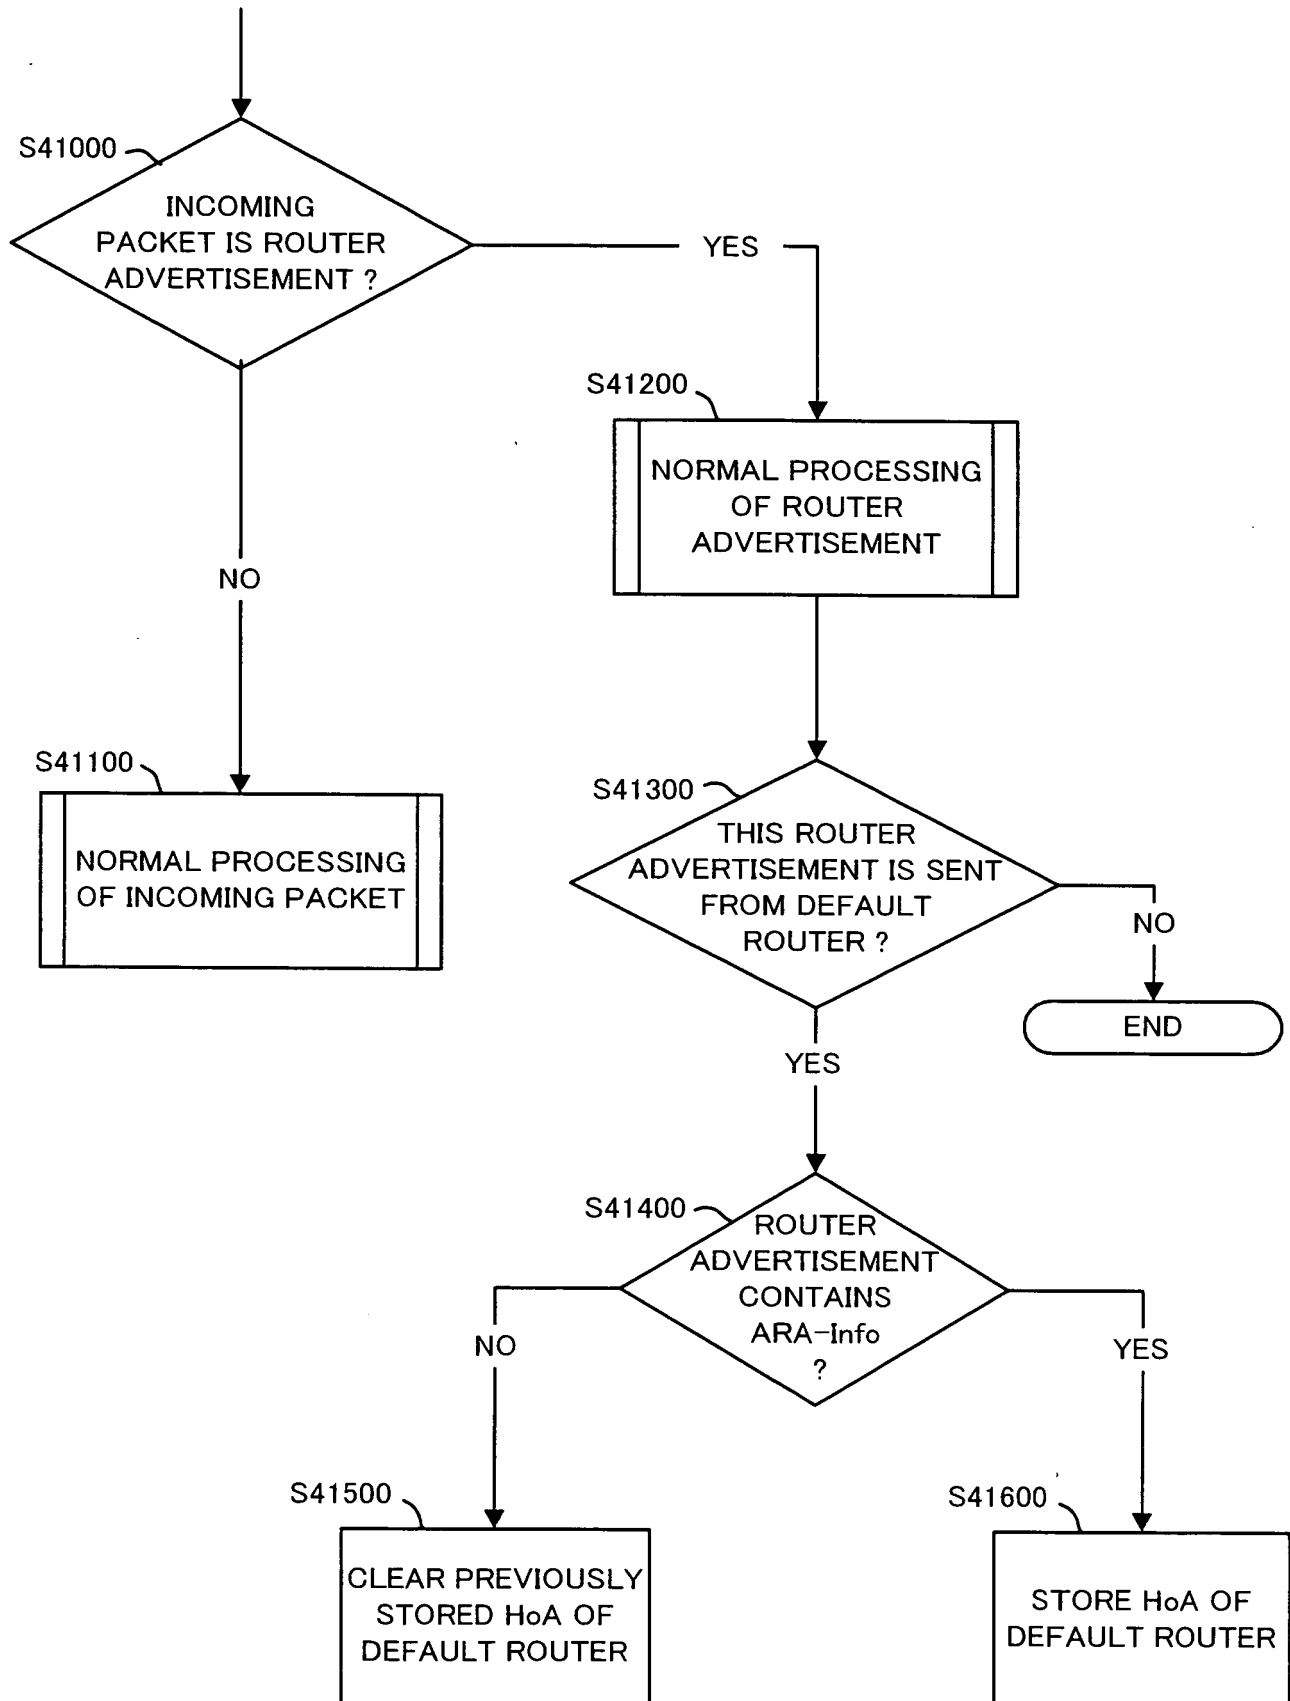 S41000
INCOMING
PACKET IS ROUTER
ADVERTISEMENT ?
YES
S41200
NORMAL PROCESSING
OF ROUTER
ADVERTISEMENT
NO
S41100
NORMAL PROCESSING
OF INCOMING PACKET
S41300
THIS ROUTER
ADVERTISEMENT IS SENT
FROM DEFAULT
ROUTER ?
NO
END
YES
S41400
ROUTER
ADVERTISEMENT
CONTAINS
ARA-Info
?
NO
YES
S41500
CLEAR PREVIOUSLY
STORED HoA OF
DEFAULT ROUTER
S41600
STORE HoA OF
DEFAULT ROUTER